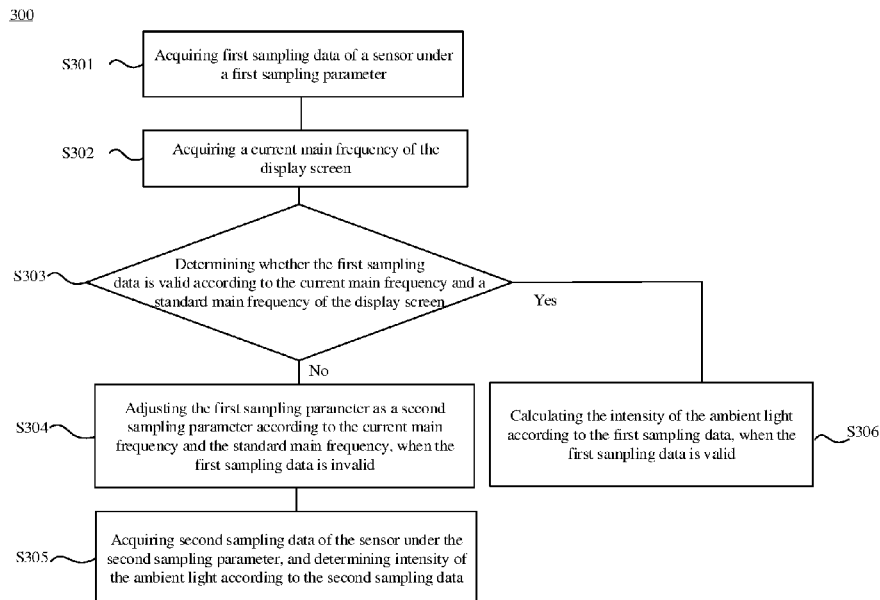 300
S301
Acquiring first sampling data of a sensor under
a first sampling parameter
S302
Acquiring a current main frequency of the
display screen
S303
Determining whether the first sampling
data is valid according to the current main frequency and a
standard main frequency of the display screen
Yes
No
S304
Adjusting the first sampling parameter as a second
sampling parameter according to the current main
frequency and the standard main frequency, when the
first sampling data is invalid
Calculating the intensity of the ambient light
according to the first sampling data, when the
first sampling data is valid
S306
S305
Acquiring second sampling data of the sensor under the
second sampling parameter, and determining intensity of
the ambient light according to the second sampling data